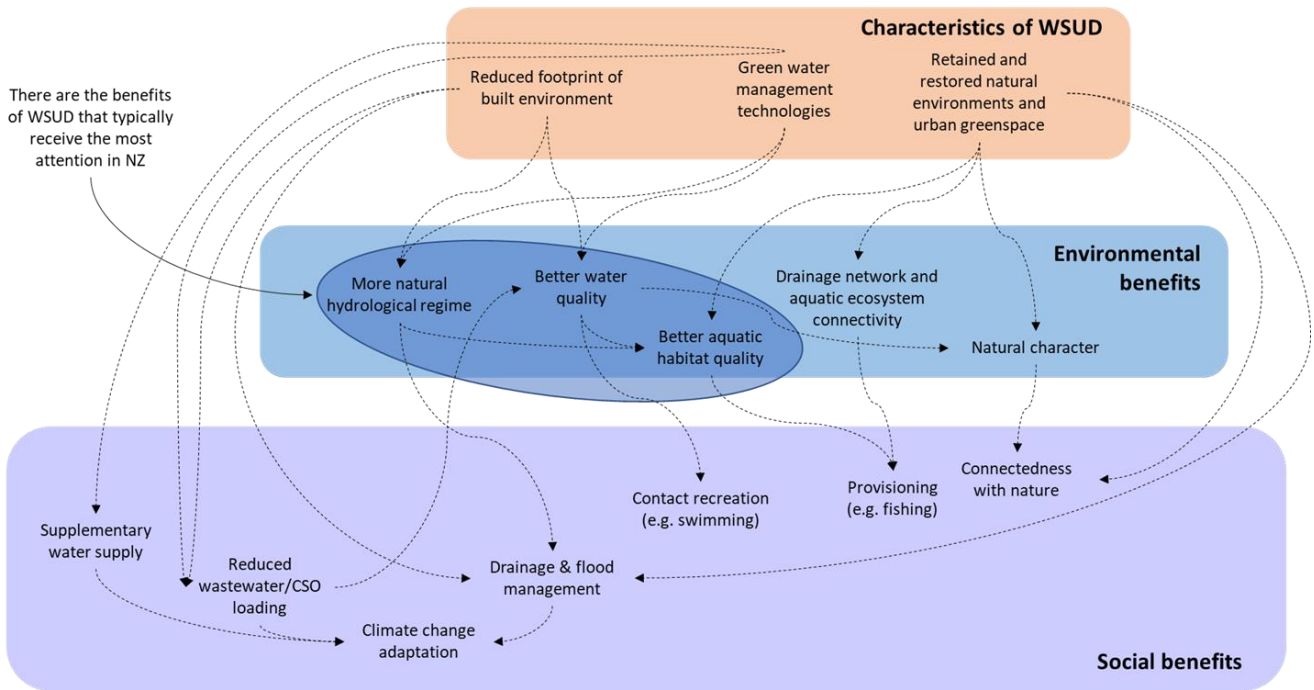 Characteristics of WSUD
There are the benefits
of WSUD that typically
receive the most
attention in NZ
Reduced footprint of
built environment
Green water
management
technologies
Retained and
restored natural
environments and
urban greenspace
Environmental
benefits
More natural
hydrological regime
Better water
quality
Better aquatic
habitat quality
Drainage network and
aquatic ecosystem
connectivity
Natural character
Supplementary
water supply
Reduced
wastewater/CSO
loading
Climate change
adaptation
Drainage & flood
management
Contact recreation
(e.g. swimming)
Provisioning
(e.g. fishing)
Connectedness
with nature
Social benefits